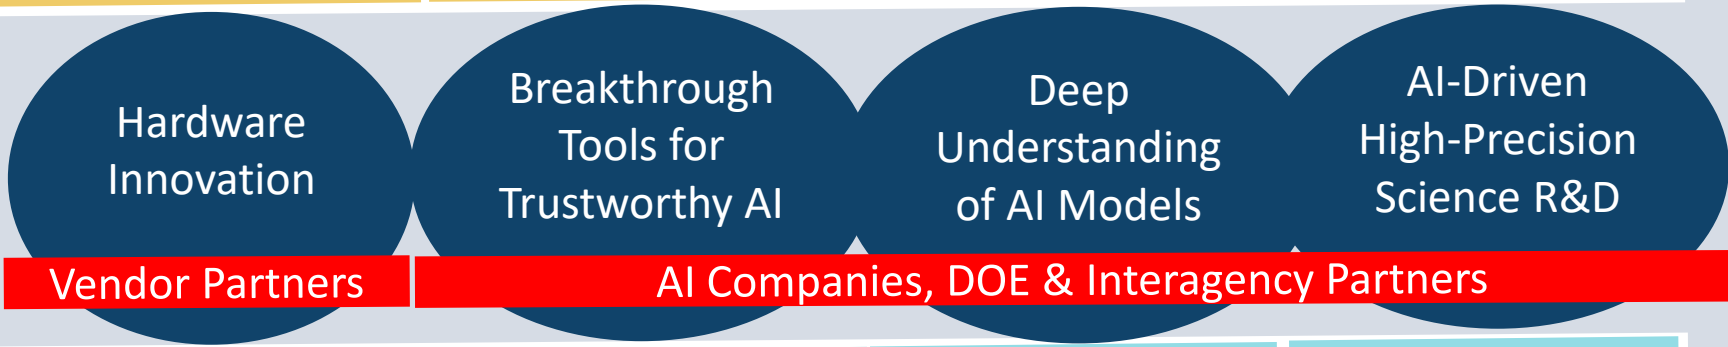 Hardware
Innovation
Breakthrough
Tools for
Trustworthy AI
Deep
Understanding
of AI Models
AI-Driven
High-Precision
Science R&D
Vendor Partners
AI Companies, DOE & Interagency Partners